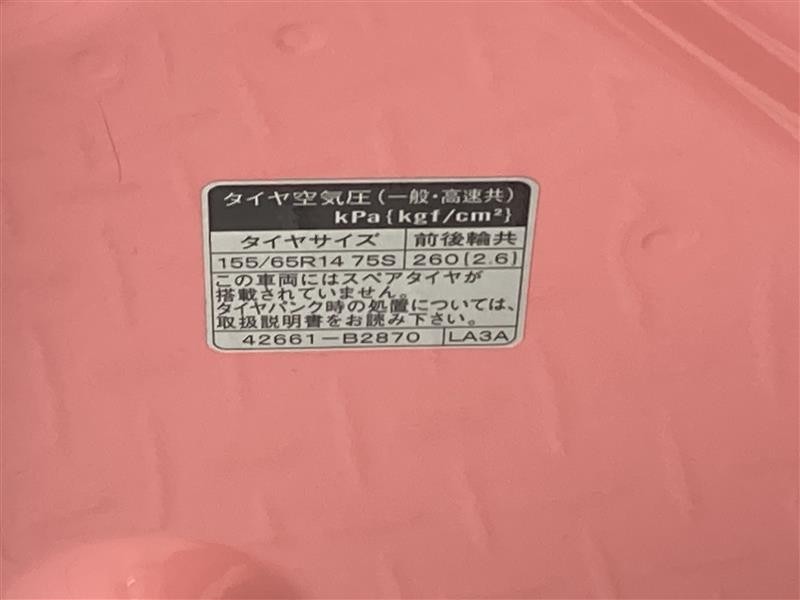 タイヤ空気圧(一般・高速共)
kPa{kgf/cm²}
タイヤサイズ 前後輪共
155/65R14 75S 260(2.6)
この車両にはスペアタイヤが
搭載されていません。
タイヤパンク時の処置については、
取扱説明書をお読み下さい。
42661-B2870 LA3A